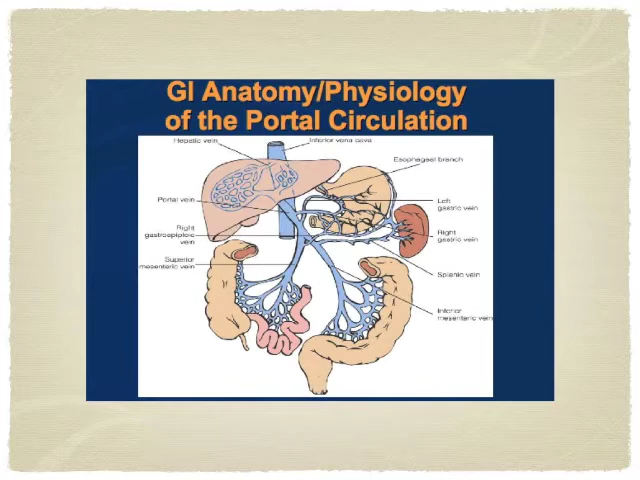 GI Anatomy/Physiology
of the Portal Circulation
Hepatic vein
Inferior vena cava
Esophageal branch
Portal vein
Left
gastric vein
Right
gastroepiploic
vein
Right
gastric vein
Superior
mesenteric vein
Splenic vein
Inferior
mesenteric vein